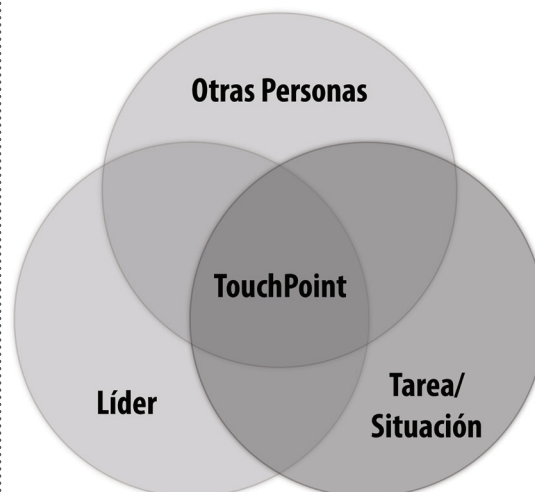 Otras Personas
TouchPoint
Líder
Tarea/
Situación